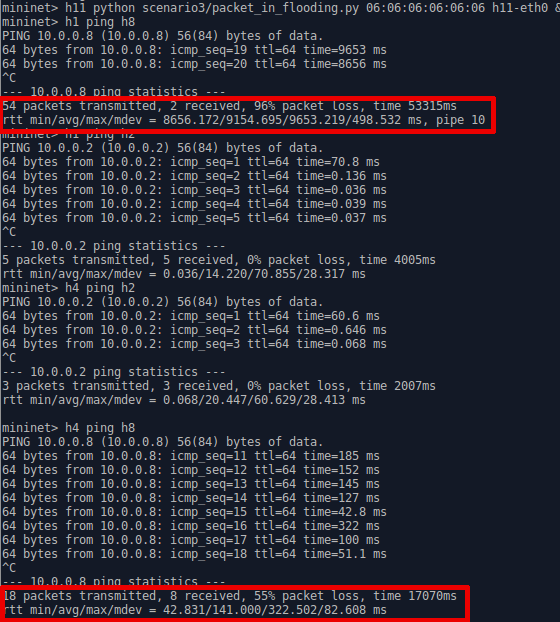 mininet> h11 python scenario3/packet_in_flooding.py 06:06:06:06:06:06 h11-eth0 &
mininet> h1 ping h8
PING 10.0.0.8 (10.0.0.8) 56(84) bytes of data.
64 bytes from 10.0.0.8: icmp_seq=19 ttl=64 time=9653 ms
64 bytes from 10.0.0.8: icmp_seq=20 ttl=64 time=8656 ms
^C
--- 10.0.0.8 ping statistics ---
54 packets transmitted, 2 received, 96% packet loss, time 53315ms
rtt min/avg/max/mdev = 8656.172/9154.695/9653.219/498.532 ms, pipe 10
mininet> h1 ping h2
PING 10.0.0.2 (10.0.0.2) 56(84) bytes of data.
64 bytes from 10.0.0.2: icmp_seq=1 ttl=64 time=70.8 ms
64 bytes from 10.0.0.2: icmp_seq=2 ttl=64 time=0.136 ms
64 bytes from 10.0.0.2: icmp_seq=3 ttl=64 time=0.036 ms
64 bytes from 10.0.0.2: icmp_seq=4 ttl=64 time=0.039 ms
64 bytes from 10.0.0.2: icmp_seq=5 ttl=64 time=0.037 ms
^C
--- 10.0.0.2 ping statistics ---
5 packets transmitted, 5 received, 0% packet loss, time 4005ms
rtt min/avg/max/mdev = 0.036/14.220/70.855/28.317 ms
mininet> h4 ping h2
PING 10.0.0.2 (10.0.0.2) 56(84) bytes of data.
64 bytes from 10.0.0.2: icmp_seq=1 ttl=64 time=60.6 ms
64 bytes from 10.0.0.2: icmp_seq=2 ttl=64 time=0.646 ms
64 bytes from 10.0.0.2: icmp_seq=3 ttl=64 time=0.068 ms
^C
--- 10.0.0.2 ping statistics ---
3 packets transmitted, 3 received, 0% packet loss, time 2007ms
rtt min/avg/max/mdev = 0.068/20.447/60.629/28.413 ms
mininet> h4 ping h8
PING 10.0.0.8 (10.0.0.8) 56(84) bytes of data.
64 bytes from 10.0.0.8: icmp_seq=11 ttl=64 time=185 ms
64 bytes from 10.0.0.8: icmp_seq=12 ttl=64 time=152 ms
64 bytes from 10.0.0.8: icmp_seq=13 ttl=64 time=145 ms
64 bytes from 10.0.0.8: icmp_seq=14 ttl=64 time=127 ms
64 bytes from 10.0.0.8: icmp_seq=15 ttl=64 time=42.8 ms
64 bytes from 10.0.0.8: icmp_seq=16 ttl=64 time=322 ms
64 bytes from 10.0.0.8: icmp_seq=17 ttl=64 time=100 ms
64 bytes from 10.0.0.8: icmp_seq=18 ttl=64 time=51.1 ms
^C
--- 10.0.0.8 ping statistics ---
18 packets transmitted, 8 received, 55% packet loss, time 17070ms
rtt min/avg/max/mdev = 42.831/141.000/322.502/82.608 ms